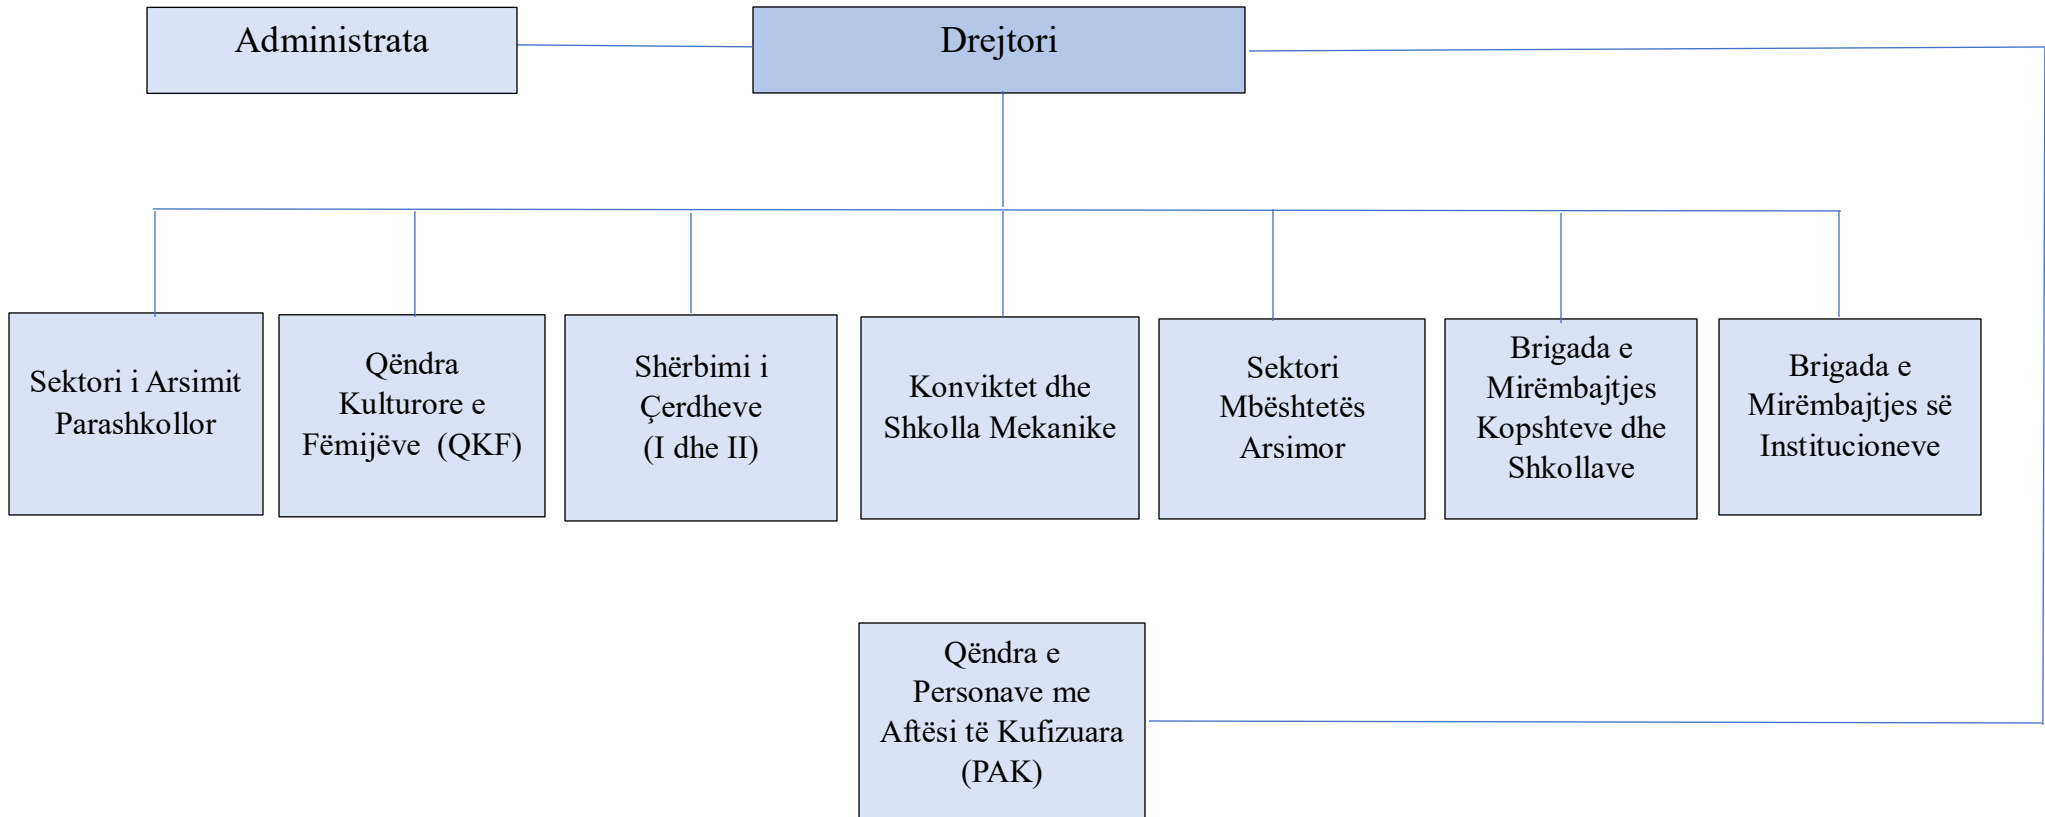 Administrata
Drejtori
Sektori i Arsimit
Parashkollor
Qëndra
Kulturore e
Fëmijëve  (QKF)
Shërbimi i
Çerdheve
(I dhe II)
Konviktet dhe
Shkolla Mekanike
Sektori
Mbështetës
Arsimor
Brigada e
Mirëmbajtjes
Kopshteve dhe
Shkollave
Brigada e
Mirëmbajtjes së
Institucioneve
Qëndra e
Personave me
Aftësi të Kufizuara
(PAK)